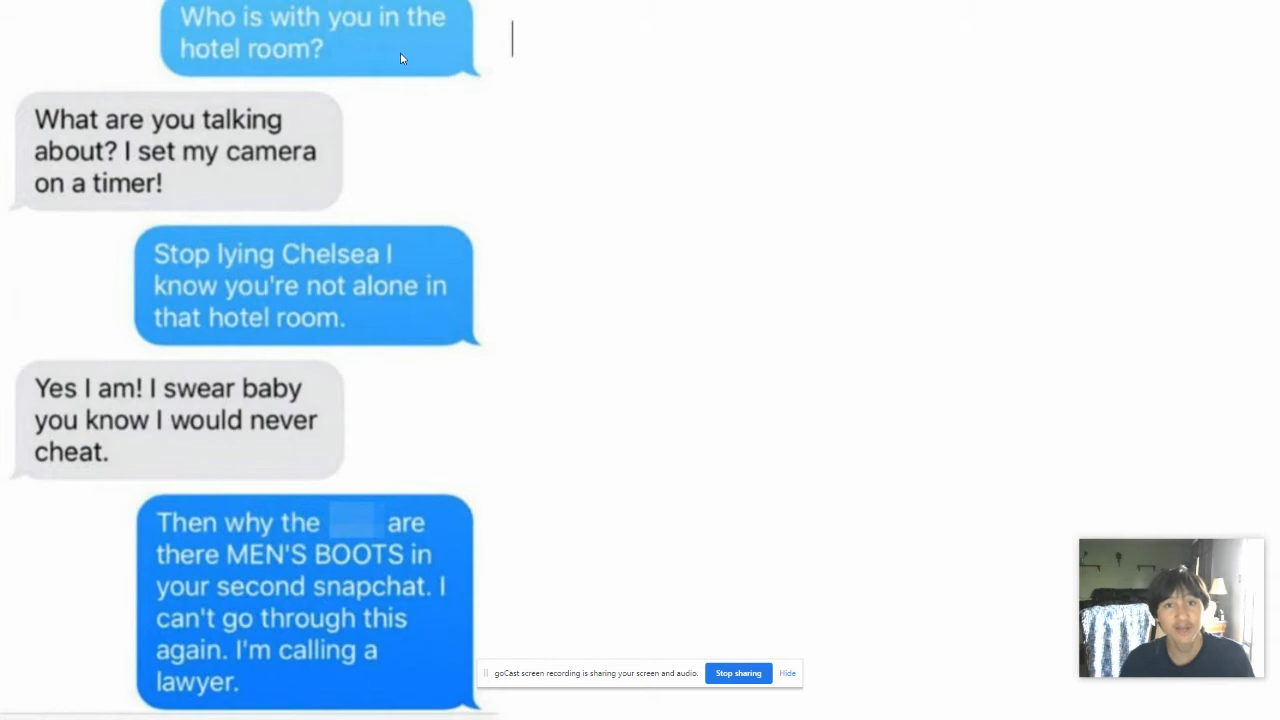 Who is with you in the
hotel room?
What are you talking
about? I set my camera
on a timer!
Stop lying Chelsea I
know you're not alone in
that hotel room.
Yes I am! I swear baby
you know I would never
cheat.
Then why the are
there MEN'S BOOTS in
your second snapchat. I
can't go through this
again. I'm calling a
lawyer.
goCast screen recording is sharing your screen and audio.
Stop sharing
Hide